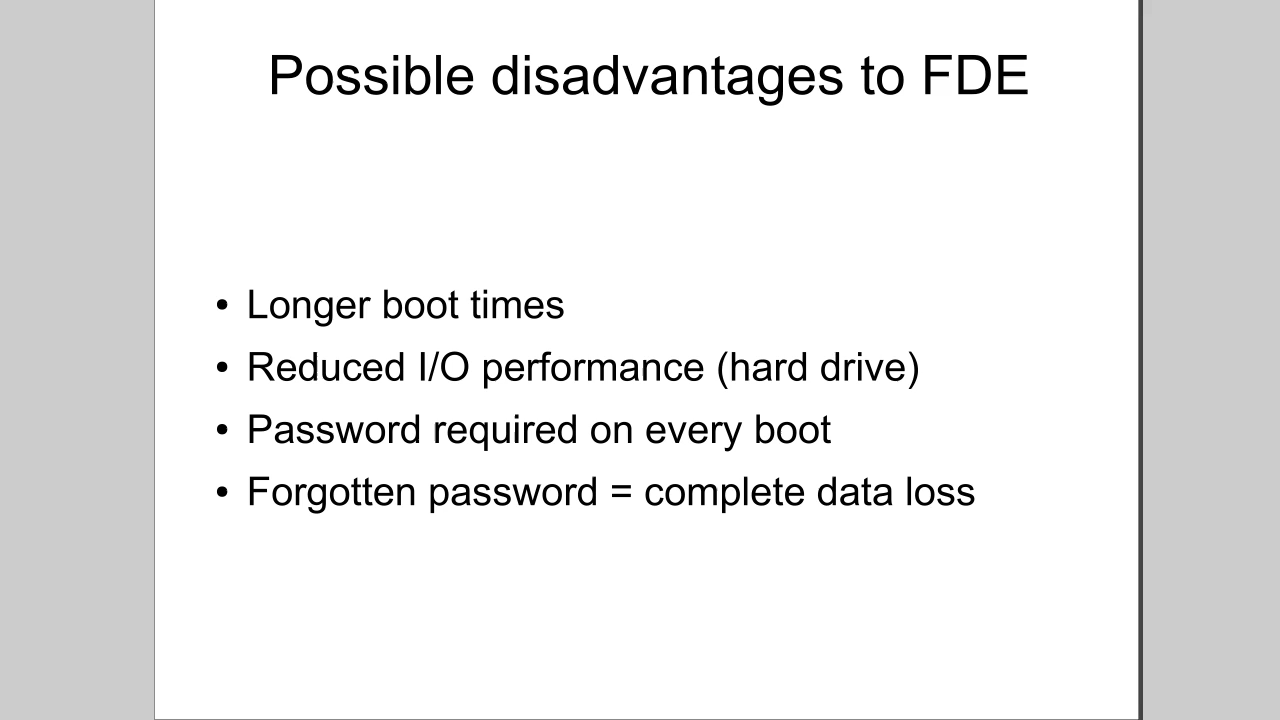 Possible disadvantages to FDE
• Longer boot times
• Reduced I/O performance (hard drive)
• Password required on every boot
• Forgotten password = complete data loss